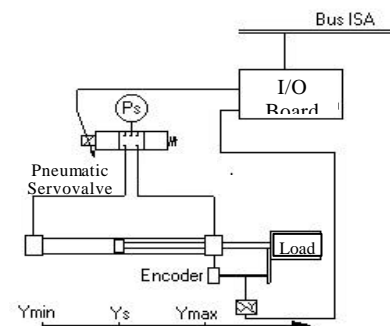 Bus ISA
I/O
Board
Ps
Pneumatic
Servovalve
Load
Encoder
Ymin Ys Ymax